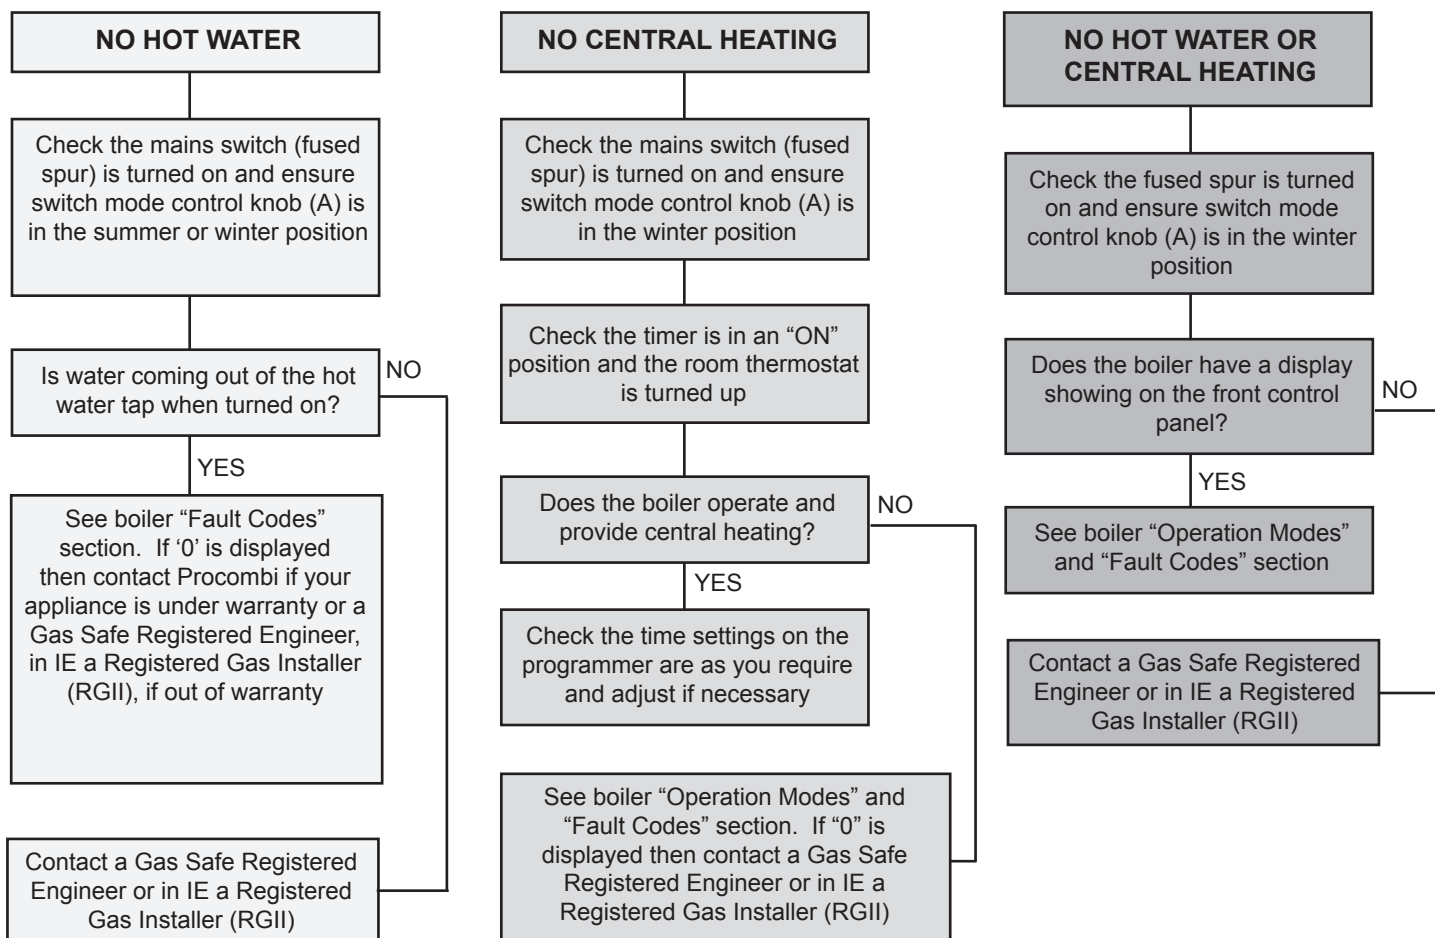 NO HOT WATER
Check the mains switch (fused
spur) is turned on and ensure
switch mode control knob (A) is
in the summer or winter position
Is water coming out of the hot
water tap when turned on?
NO
YES
See boiler “Fault Codes”
section.  If ‘0’ is displayed
then contact Procombi if your
appliance is under warranty or a
Gas Safe Registered Engineer,
in IE a Registered Gas Installer
(RGII), if out of warranty
Contact a Gas Safe Registered
Engineer or in IE a Registered
Gas Installer (RGII)
NO CENTRAL HEATING
Check the mains switch (fused
spur) is turned on and ensure
switch mode control knob (A) is
in the winter position
Check the timer is in an “ON”
position and the room thermostat
is turned up
Does the boiler operate and
provide central heating?
NO
YES
Check the time settings on the
programmer are as you require
and adjust if necessary
See boiler “Operation Modes” and
“Fault Codes” section.  If “0” is
displayed then contact a Gas Safe
Registered Engineer or in IE a
Registered Gas Installer (RGII)
NO HOT WATER OR
CENTRAL HEATING
Check the fused spur is turned
on and ensure switch mode
control knob (A) is in the winter
position
Does the boiler have a display
showing on the front control
panel?
NO
YES
See boiler “Operation Modes”
and “Fault Codes” section
Contact a Gas Safe Registered
Engineer or in IE a Registered
Gas Installer (RGII)